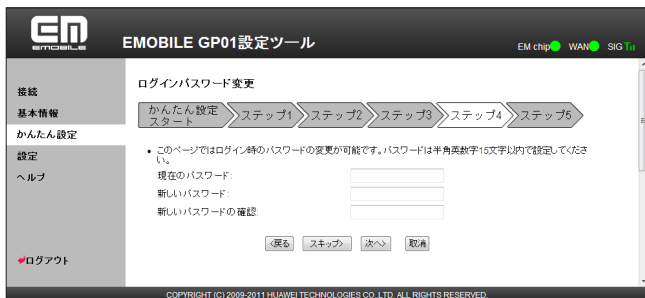 EM
EMOBILE
EMOBILE GP01設定ツール
EM chip WAN SIG
接続
基本情報
かんたん設定
設定
ヘルプ
ログアウト
ログインパスワード変更
かんたん設定
スタート
ステップ1
ステップ2
ステップ3
ステップ4
ステップ5
• このページではログイン時のパスワードの変更が可能です。パスワードは半角英数字15文字以内で設定してくださ
い。
現在のパスワード:
新しいパスワード:
新しいパスワードの確認:
<戻る スキップ> 次へ> 取消
COPYRIGHT (C) 2009-2011 HUAWEI TECHNOLOGIES CO.,LTD. ALL RIGHTS RESERVED.